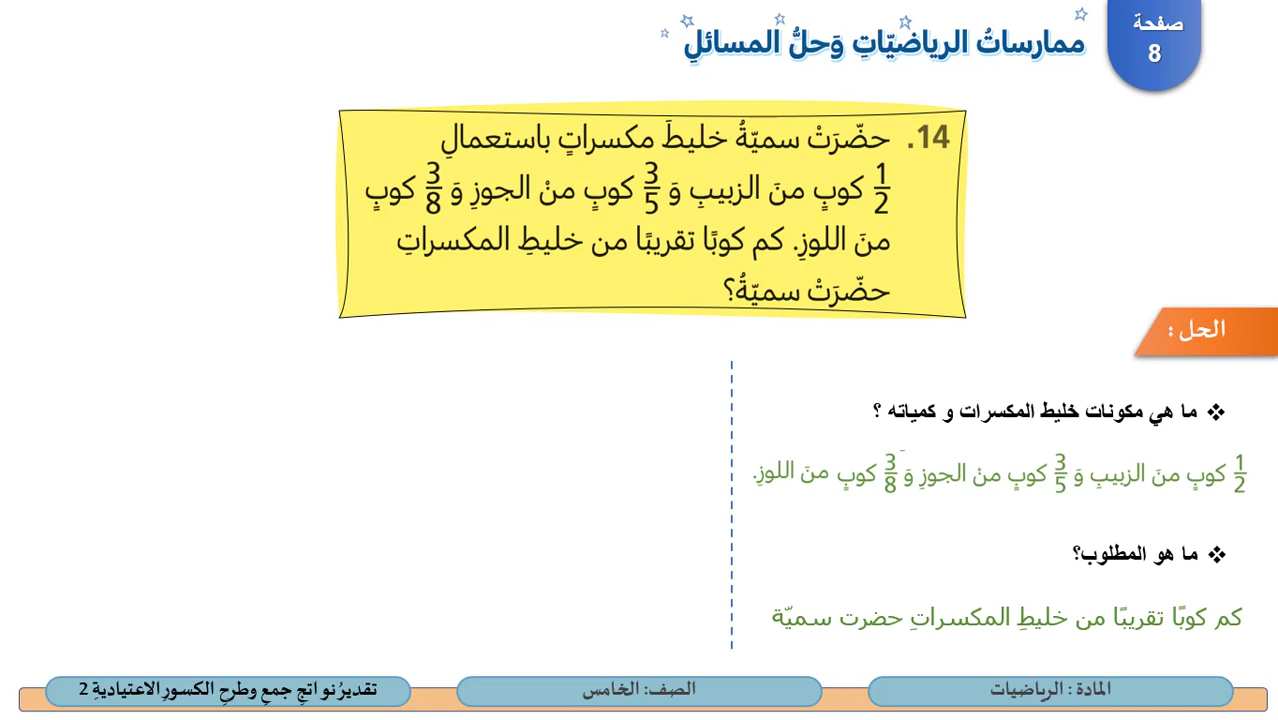 صفحة
8
ممارساتُ الرياضيّاتِ وَحلُّ المسائلِ
14. حضّرَتْ سميّةُ خليطَ مكسراتٍ باستعمالِ
1/2 كوبٍ منَ الزبيبِ وَ 3/5 كوبٍ منْ الجوزِ وَ 3/8 كوبٍ
منَ اللوزِ. كم كوبًا تقريبًا من خليطِ المكسراتِ
حضّرَتْ سميّةُ؟
الحل :
❖ ما هي مكونات خليط المكسرات و كمياته ؟
1/2 كوبٍ منَ الزبيبِ وَ 3/5 كوبٍ منْ الجوزِ وَ 3/8 كوبٍ منَ اللوزِ.
❖ ما هو المطلوب؟
كم كوبًا تقريبًا من خليطِ المكسراتِ حضرت سميّة
المادة : الرياضيات
الصف: الخامس
تقديرُ نواتجِ جمعِ وطرحِ الكسورِ الاعتياديةِ 2